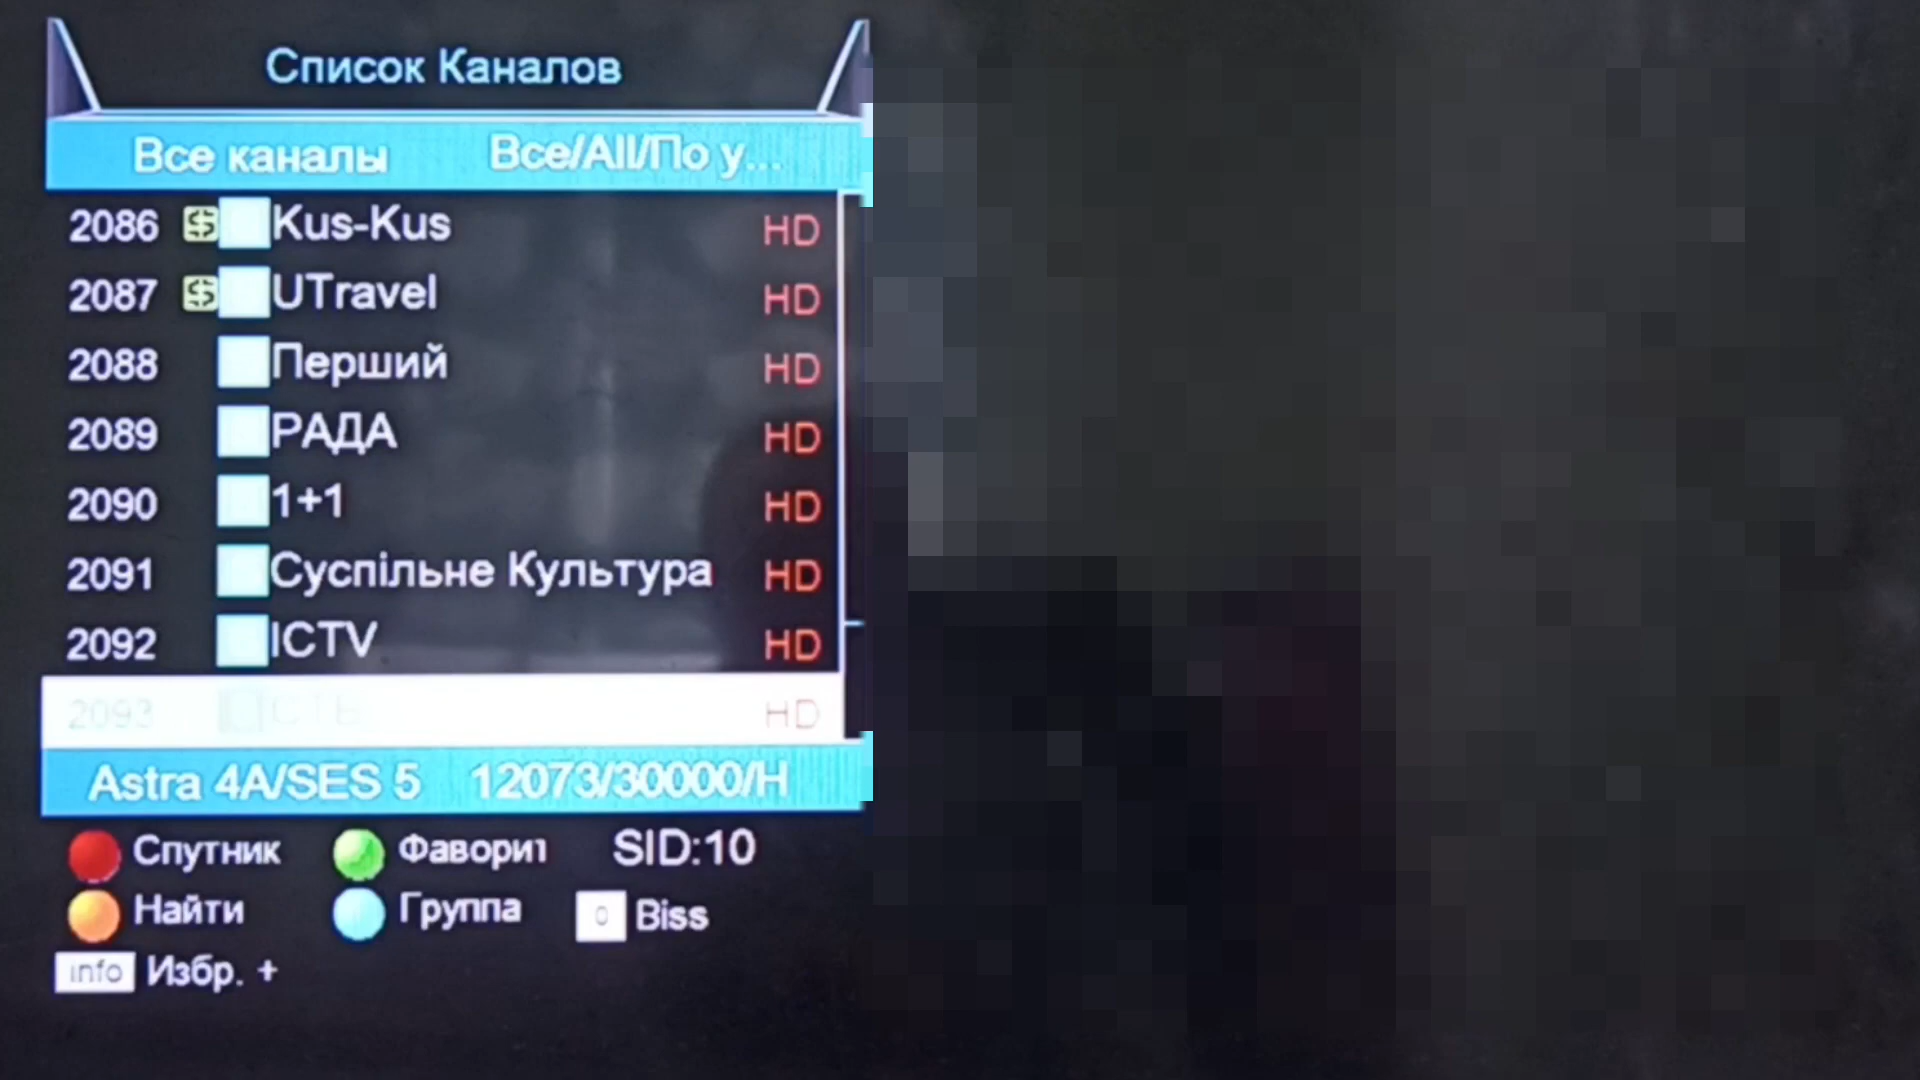 Список Каналов
Все каналы Все/All/По у...
2086 $ Kus-Kus HD
2087 $ UTravel HD
2088 Перший HD
2089 РАДА HD
2090 1+1 HD
2091 Суспільне Культура HD
2092 ICTV HD
2093 СТБ HD
Astra 4A/SES 5 12073/30000/H
Спутник Фаворит SID:10
Найти Группа 0 Biss
info Избр. +